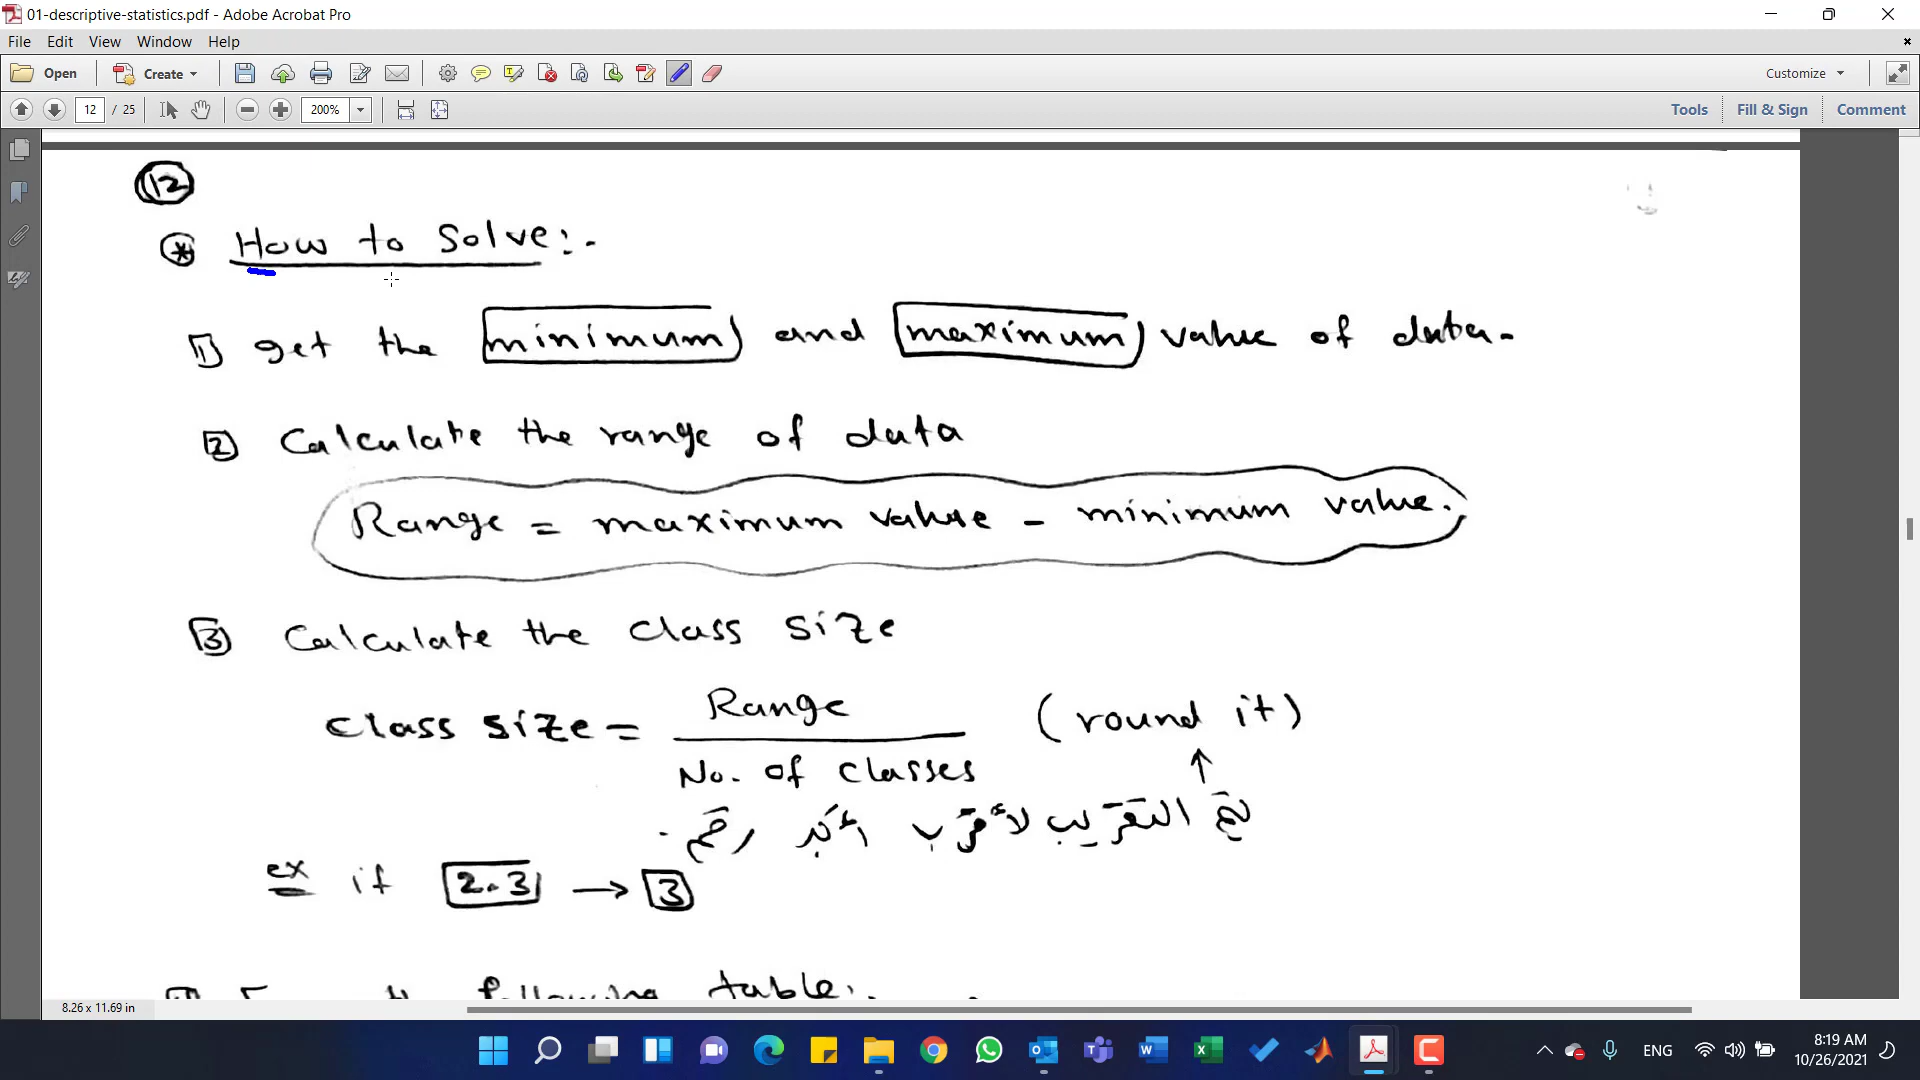 01-descriptive-statistics.pdf - Adobe Acrobat Pro
File Edit View Window Help
Open Create Customize
12 / 25 200% Tools Fill & Sign Comment
12
* How to Solve:-
1 get the minimum and maximum value of data.
2 Calculate the range of data
Range = maximum value - minimum value.
3 Calculate the class size
Class size = Range / No. of classes (round it)
التقريب لأقرب أكبر رقم.
ex if 2.3 → 3
following table:
8.26 x 11.69 in
ENG 8:19 AM
10/26/2021